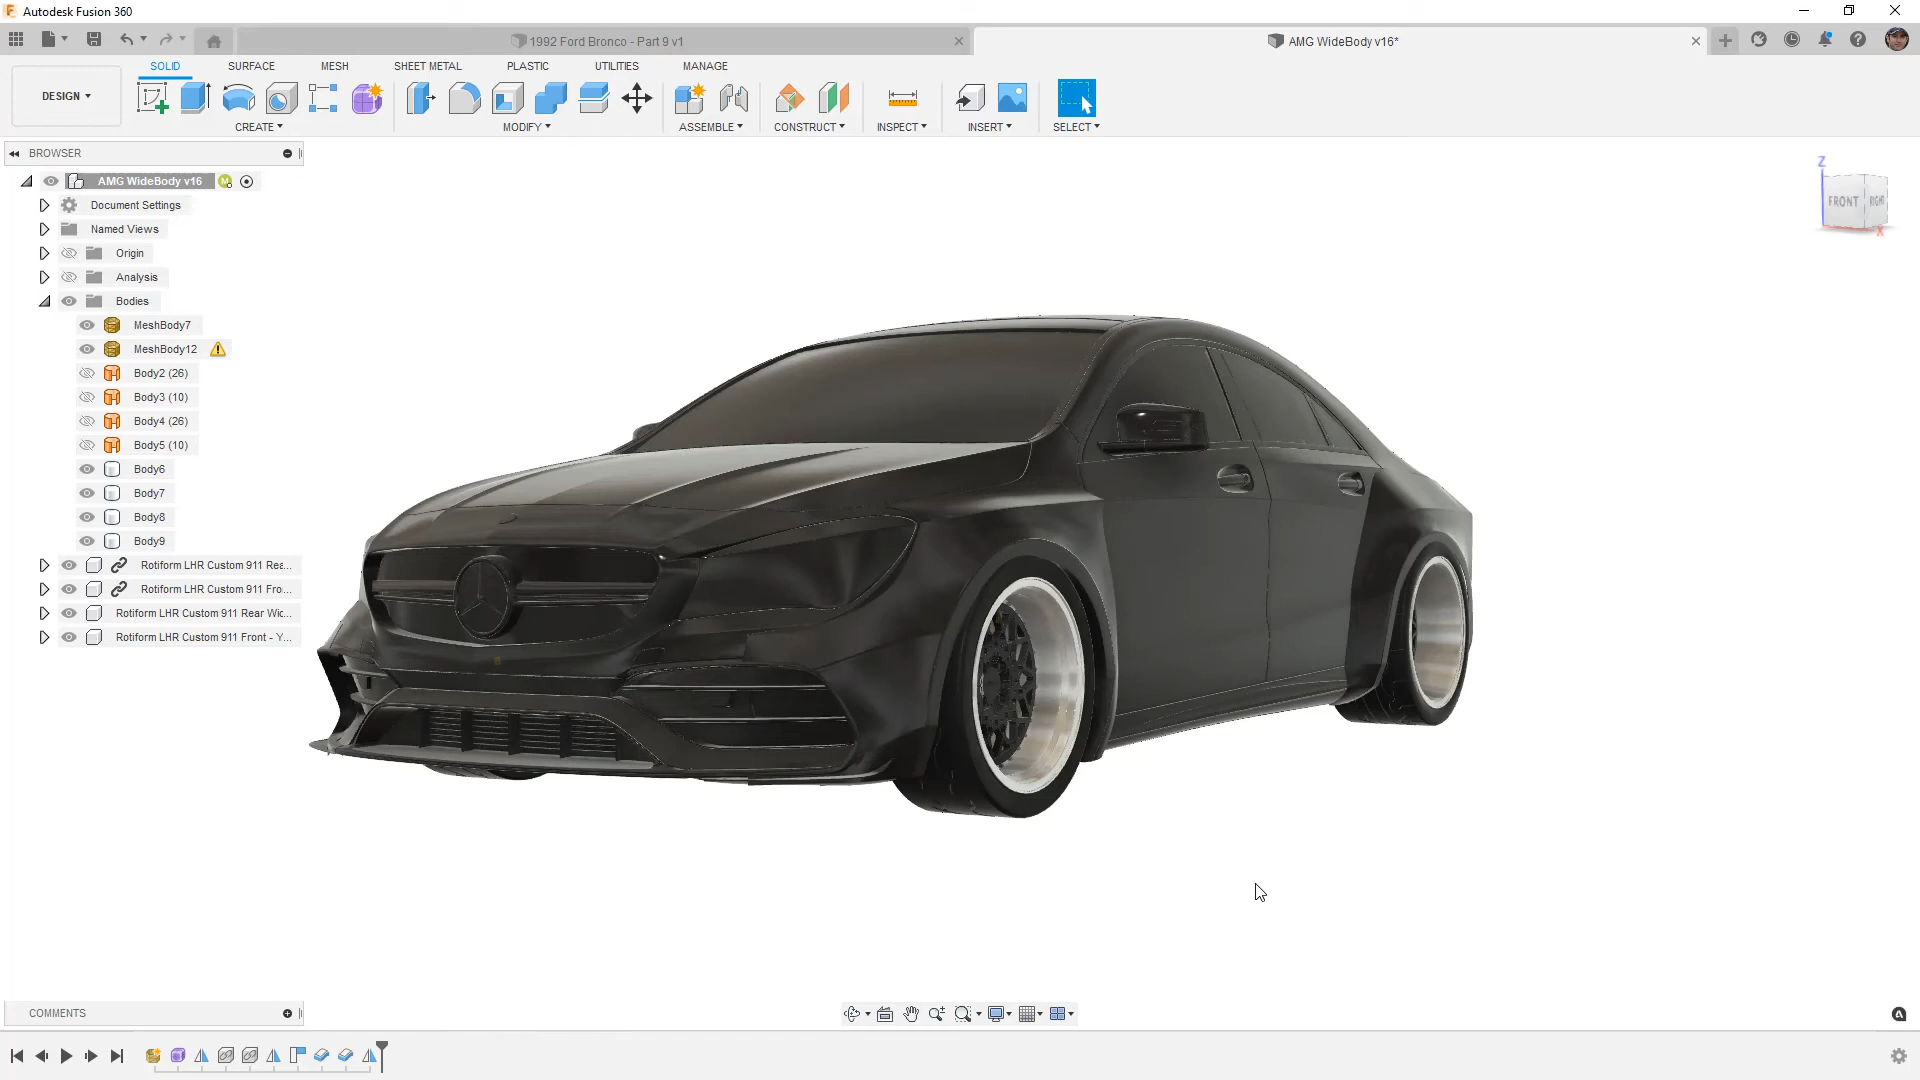 Autodesk Fusion 360
1992 Ford Bronco - Part 9 v1
AMG WideBody v16*
SOLID SURFACE MESH SHEET METAL PLASTIC UTILITIES MANAGE
DESIGN
CREATE MODIFY ASSEMBLE CONSTRUCT INSPECT INSERT SELECT
BROWSER
AMG WideBody v16
Document Settings
Named Views
Origin
Analysis
Bodies
MeshBody7
MeshBody12
Body2 (26)
Body3 (10)
Body4 (26)
Body5 (10)
Body6
Body7
Body8
Body9
Rotiform LHR Custom 911 Rea...
Rotiform LHR Custom 911 Fro...
Rotiform LHR Custom 911 Rear Wid...
Rotiform LHR Custom 911 Front - Y...
Z
FRONT RIGHT
X
COMMENTS